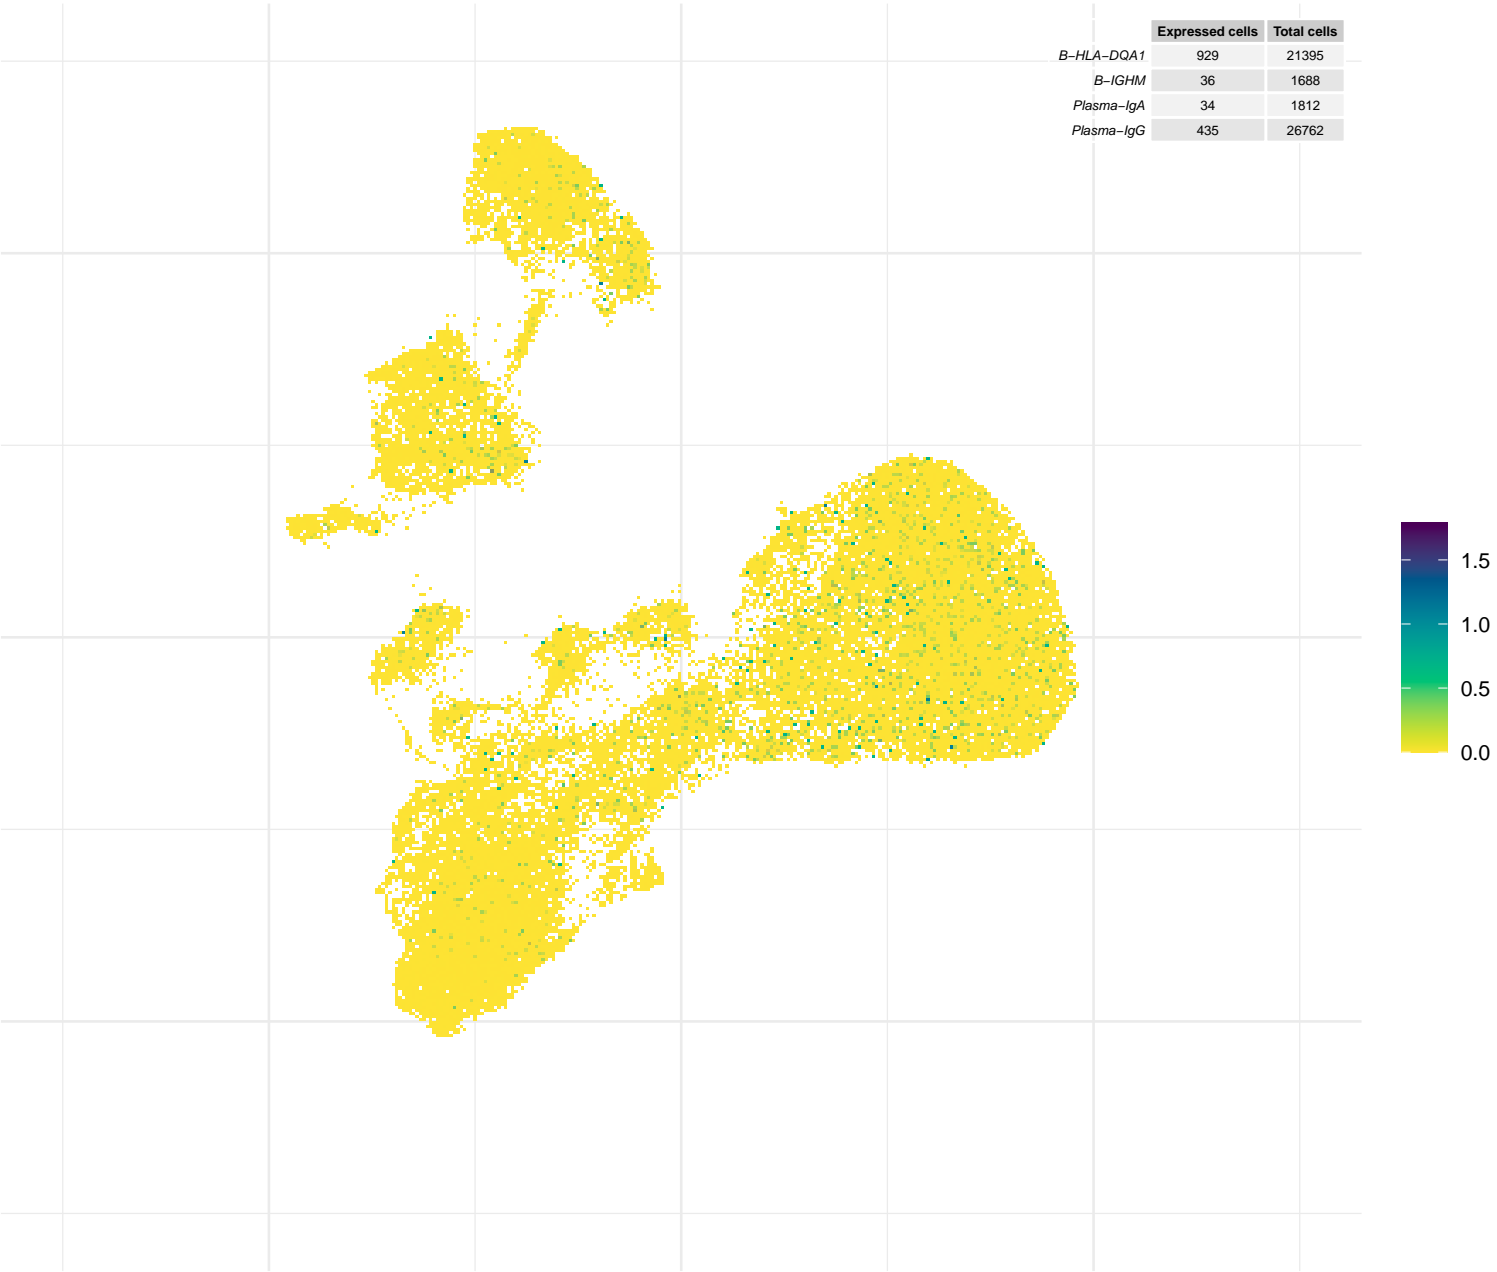 Expressed cells Total cells
B−HLA−DQA1 929 21395
B−IGHM 36 1688
Plasma−IgA 34 1812
Plasma−IgG 435 26762
1.5
1.0
0.5
0.0